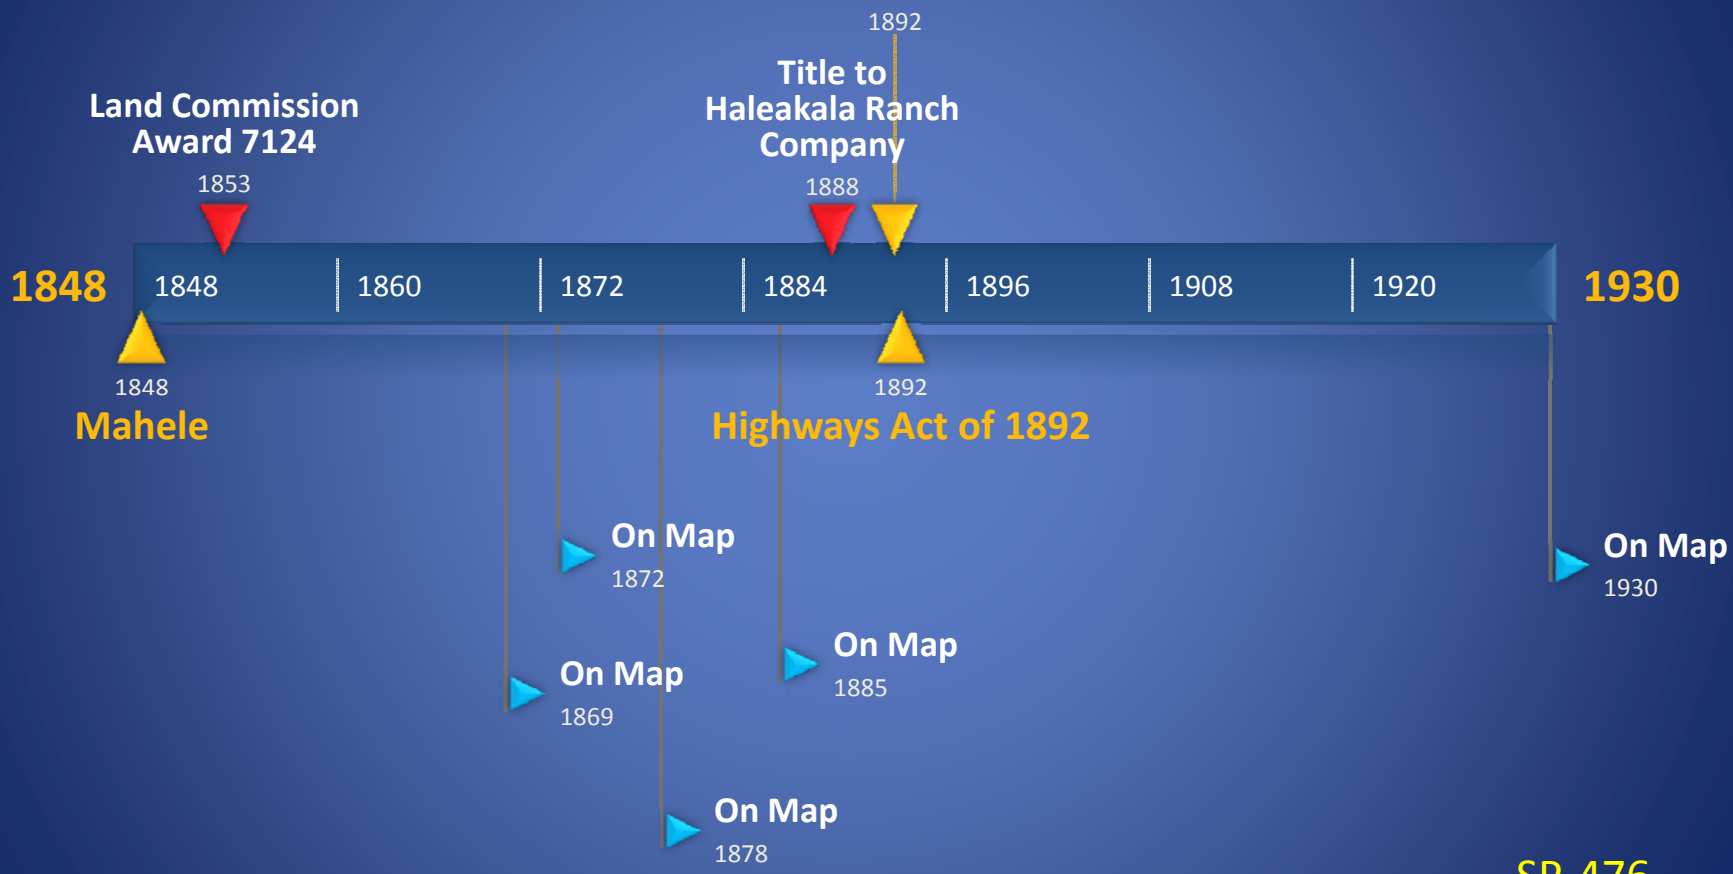 1892
Title to
Haleakala Ranch
Company
1888
Land Commission
Award 7124
1853
1848
1848
1860
1872
1884
1896
1908
1920
1930
1848
Mahele
1892
Highways Act of 1892
On Map
1872
On Map
1930
On Map
1885
On Map
1869
On Map
1878
SP-476